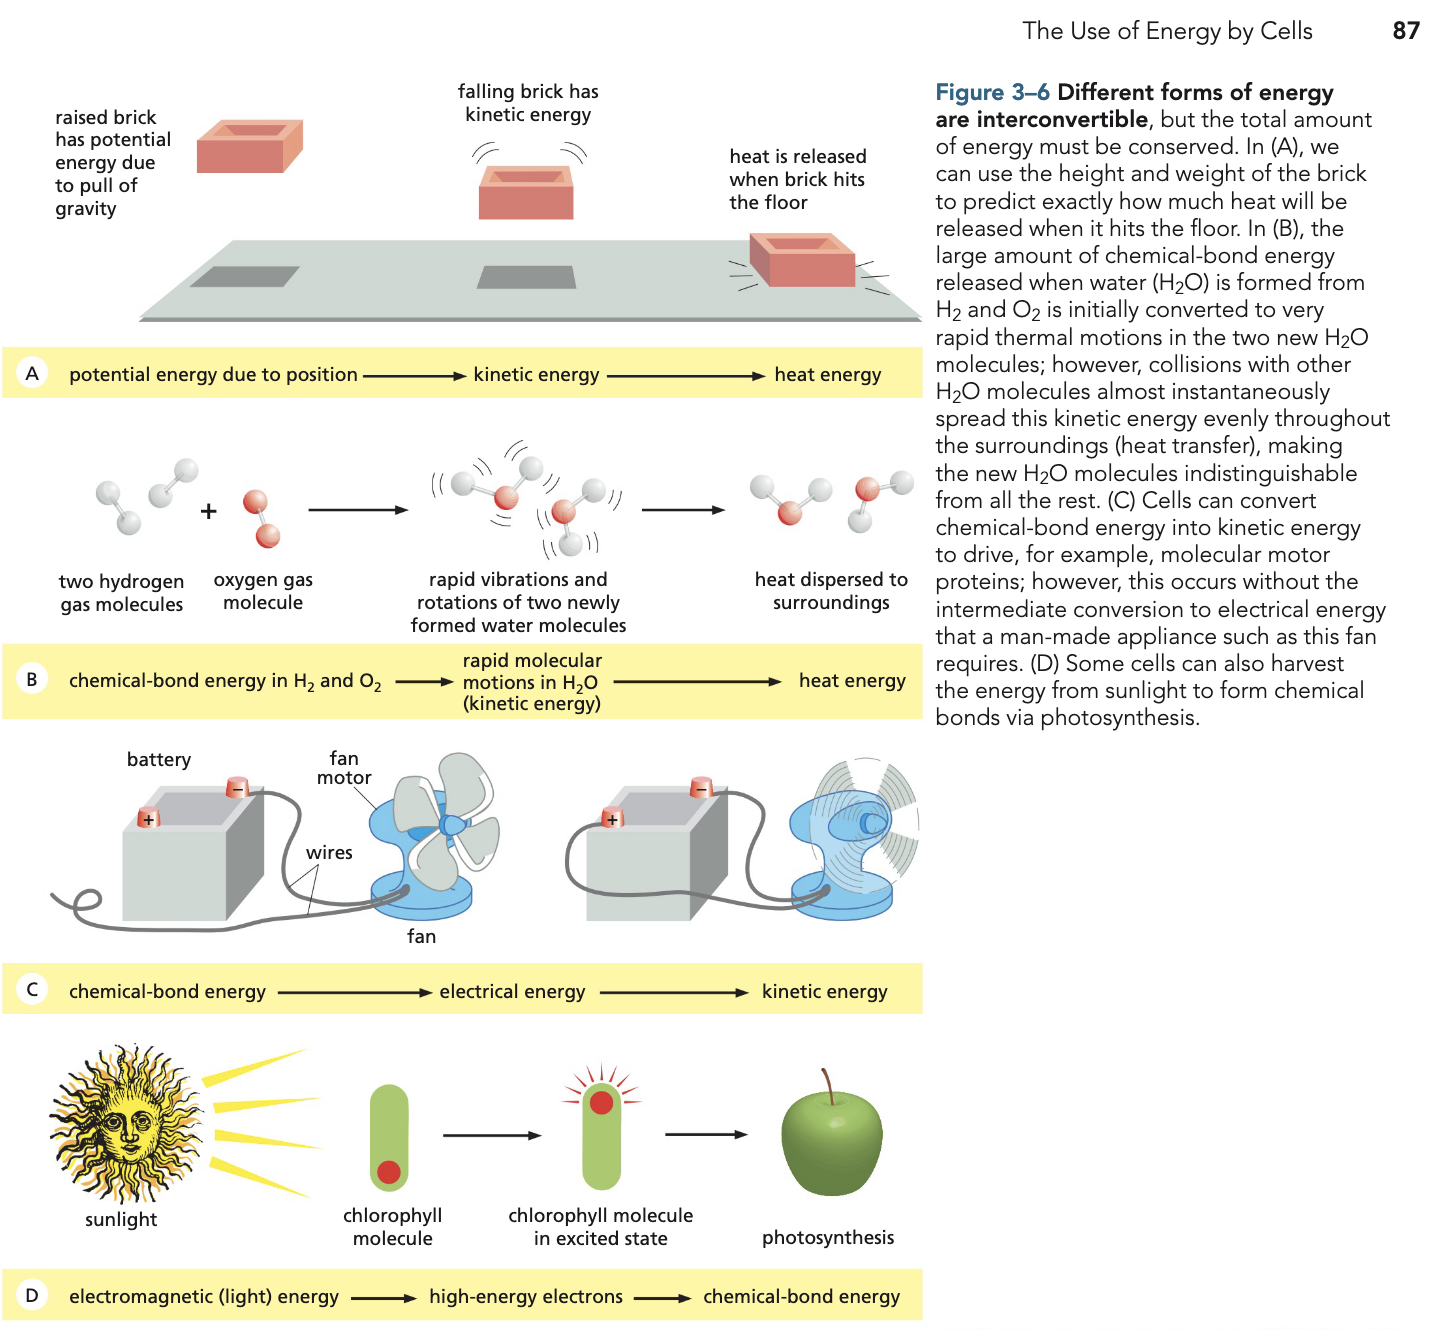 The Use of Energy by Cells 87
raised brick
has potential
energy due
to pull of
gravity
falling brick has
kinetic energy
heat is released
when brick hits
the floor
A potential energy due to position kinetic energy heat energy
+
two hydrogen
gas molecules
oxygen gas
molecule
rapid vibrations and
rotations of two newly
formed water molecules
heat dispersed to
surroundings
B chemical-bond energy in H₂ and O₂
rapid molecular
motions in H₂O
(kinetic energy)
heat energy
battery
fan
motor
−
+
wires
fan
−
+
C chemical-bond energy electrical energy kinetic energy
sunlight
chlorophyll
molecule
chlorophyll molecule
in excited state
photosynthesis
D electromagnetic (light) energy high-energy electrons chemical-bond energy
Figure 3–6 Different forms of energy
are interconvertible, but the total amount
of energy must be conserved. In (A), we
can use the height and weight of the brick
to predict exactly how much heat will be
released when it hits the floor. In (B), the
large amount of chemical-bond energy
released when water (H₂O) is formed from
H₂ and O₂ is initially converted to very
rapid thermal motions in the two new H₂O
molecules; however, collisions with other
H₂O molecules almost instantaneously
spread this kinetic energy evenly throughout
the surroundings (heat transfer), making
the new H₂O molecules indistinguishable
from all the rest. (C) Cells can convert
chemical-bond energy into kinetic energy
to drive, for example, molecular motor
proteins; however, this occurs without the
intermediate conversion to electrical energy
that a man-made appliance such as this fan
requires. (D) Some cells can also harvest
the energy from sunlight to form chemical
bonds via photosynthesis.